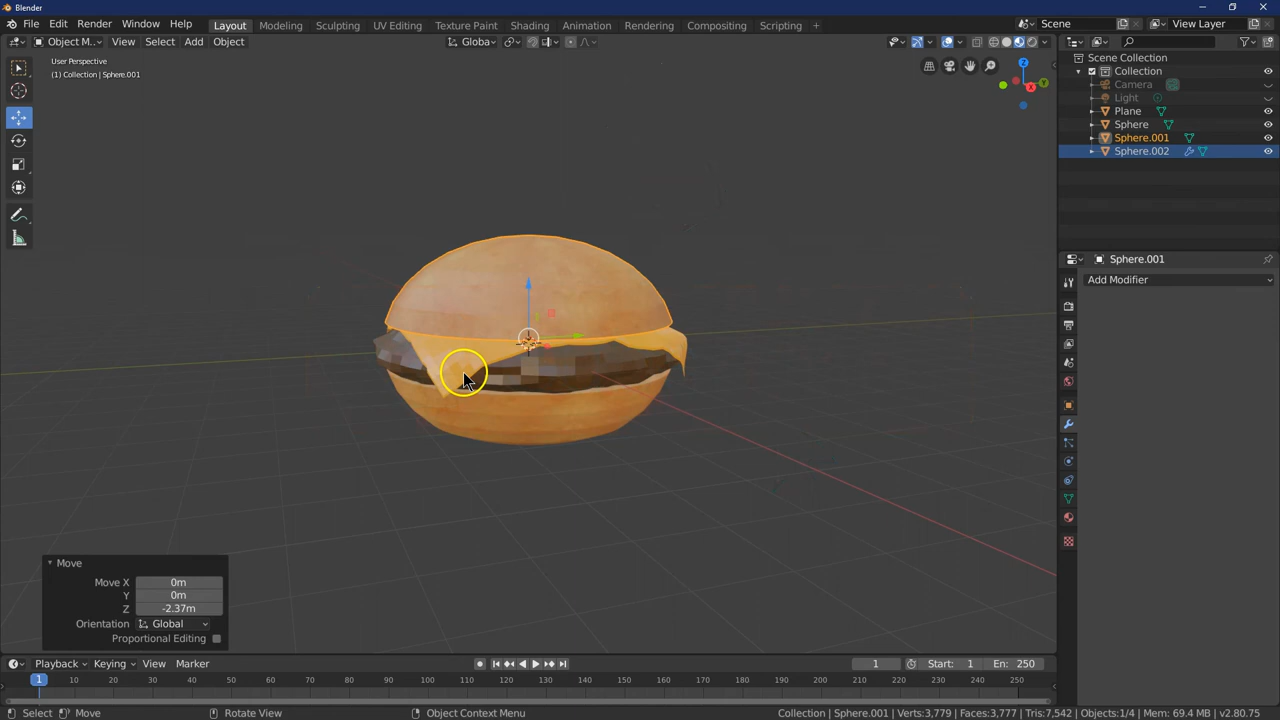 Blender
File Edit Render Window Help Layout Modeling Sculpting UV Editing Texture Paint Shading Animation Rendering Compositing Scripting + Scene View Layer
Object M... View Select Add Object Globa
User Perspective
(1) Collection | Sphere.001
Z
Y
X
Scene Collection
Collection
Camera
Light
Plane
Sphere
Sphere.001
Sphere.002
Sphere.001
Add Modifier
Move
Move X 0m
Y 0m
Z -2.37m
Orientation Global
Proportional Editing
Playback Keying View Marker 1 Start: 1 En: 250
1 10 20 30 40 50 60 70 80 90 100 110 120 130 140 150 160 170 180 190 200 210 220 230 240 250
Select Move Rotate View Object Context Menu Collection | Sphere.001 | Verts:3,779 | Faces:3,777 | Tris:7,542 | Objects:1/4 | Mem: 69.4 MB | v2.80.75